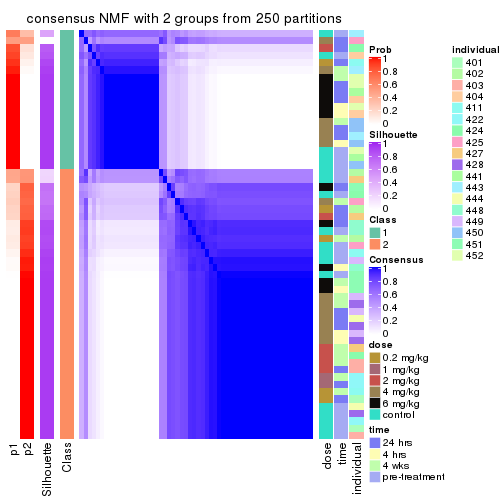 consensus NMF with 2 groups from 250 partitions
p1
p2
Silhouette
Class
dose
time
individual
Prob
1
0.8
0.6
0.4
0.2
0
Silhouette
1
0.8
0.6
0.4
0.2
0
Class
1
2
Consensus
1
0.8
0.6
0.4
0.2
0
dose
0.2 mg/kg
1 mg/kg
2 mg/kg
4 mg/kg
6 mg/kg
control
time
24 hrs
4 hrs
4 wks
pre-treatment
individual
401
402
403
404
411
422
424
425
427
428
441
443
444
448
449
450
451
452